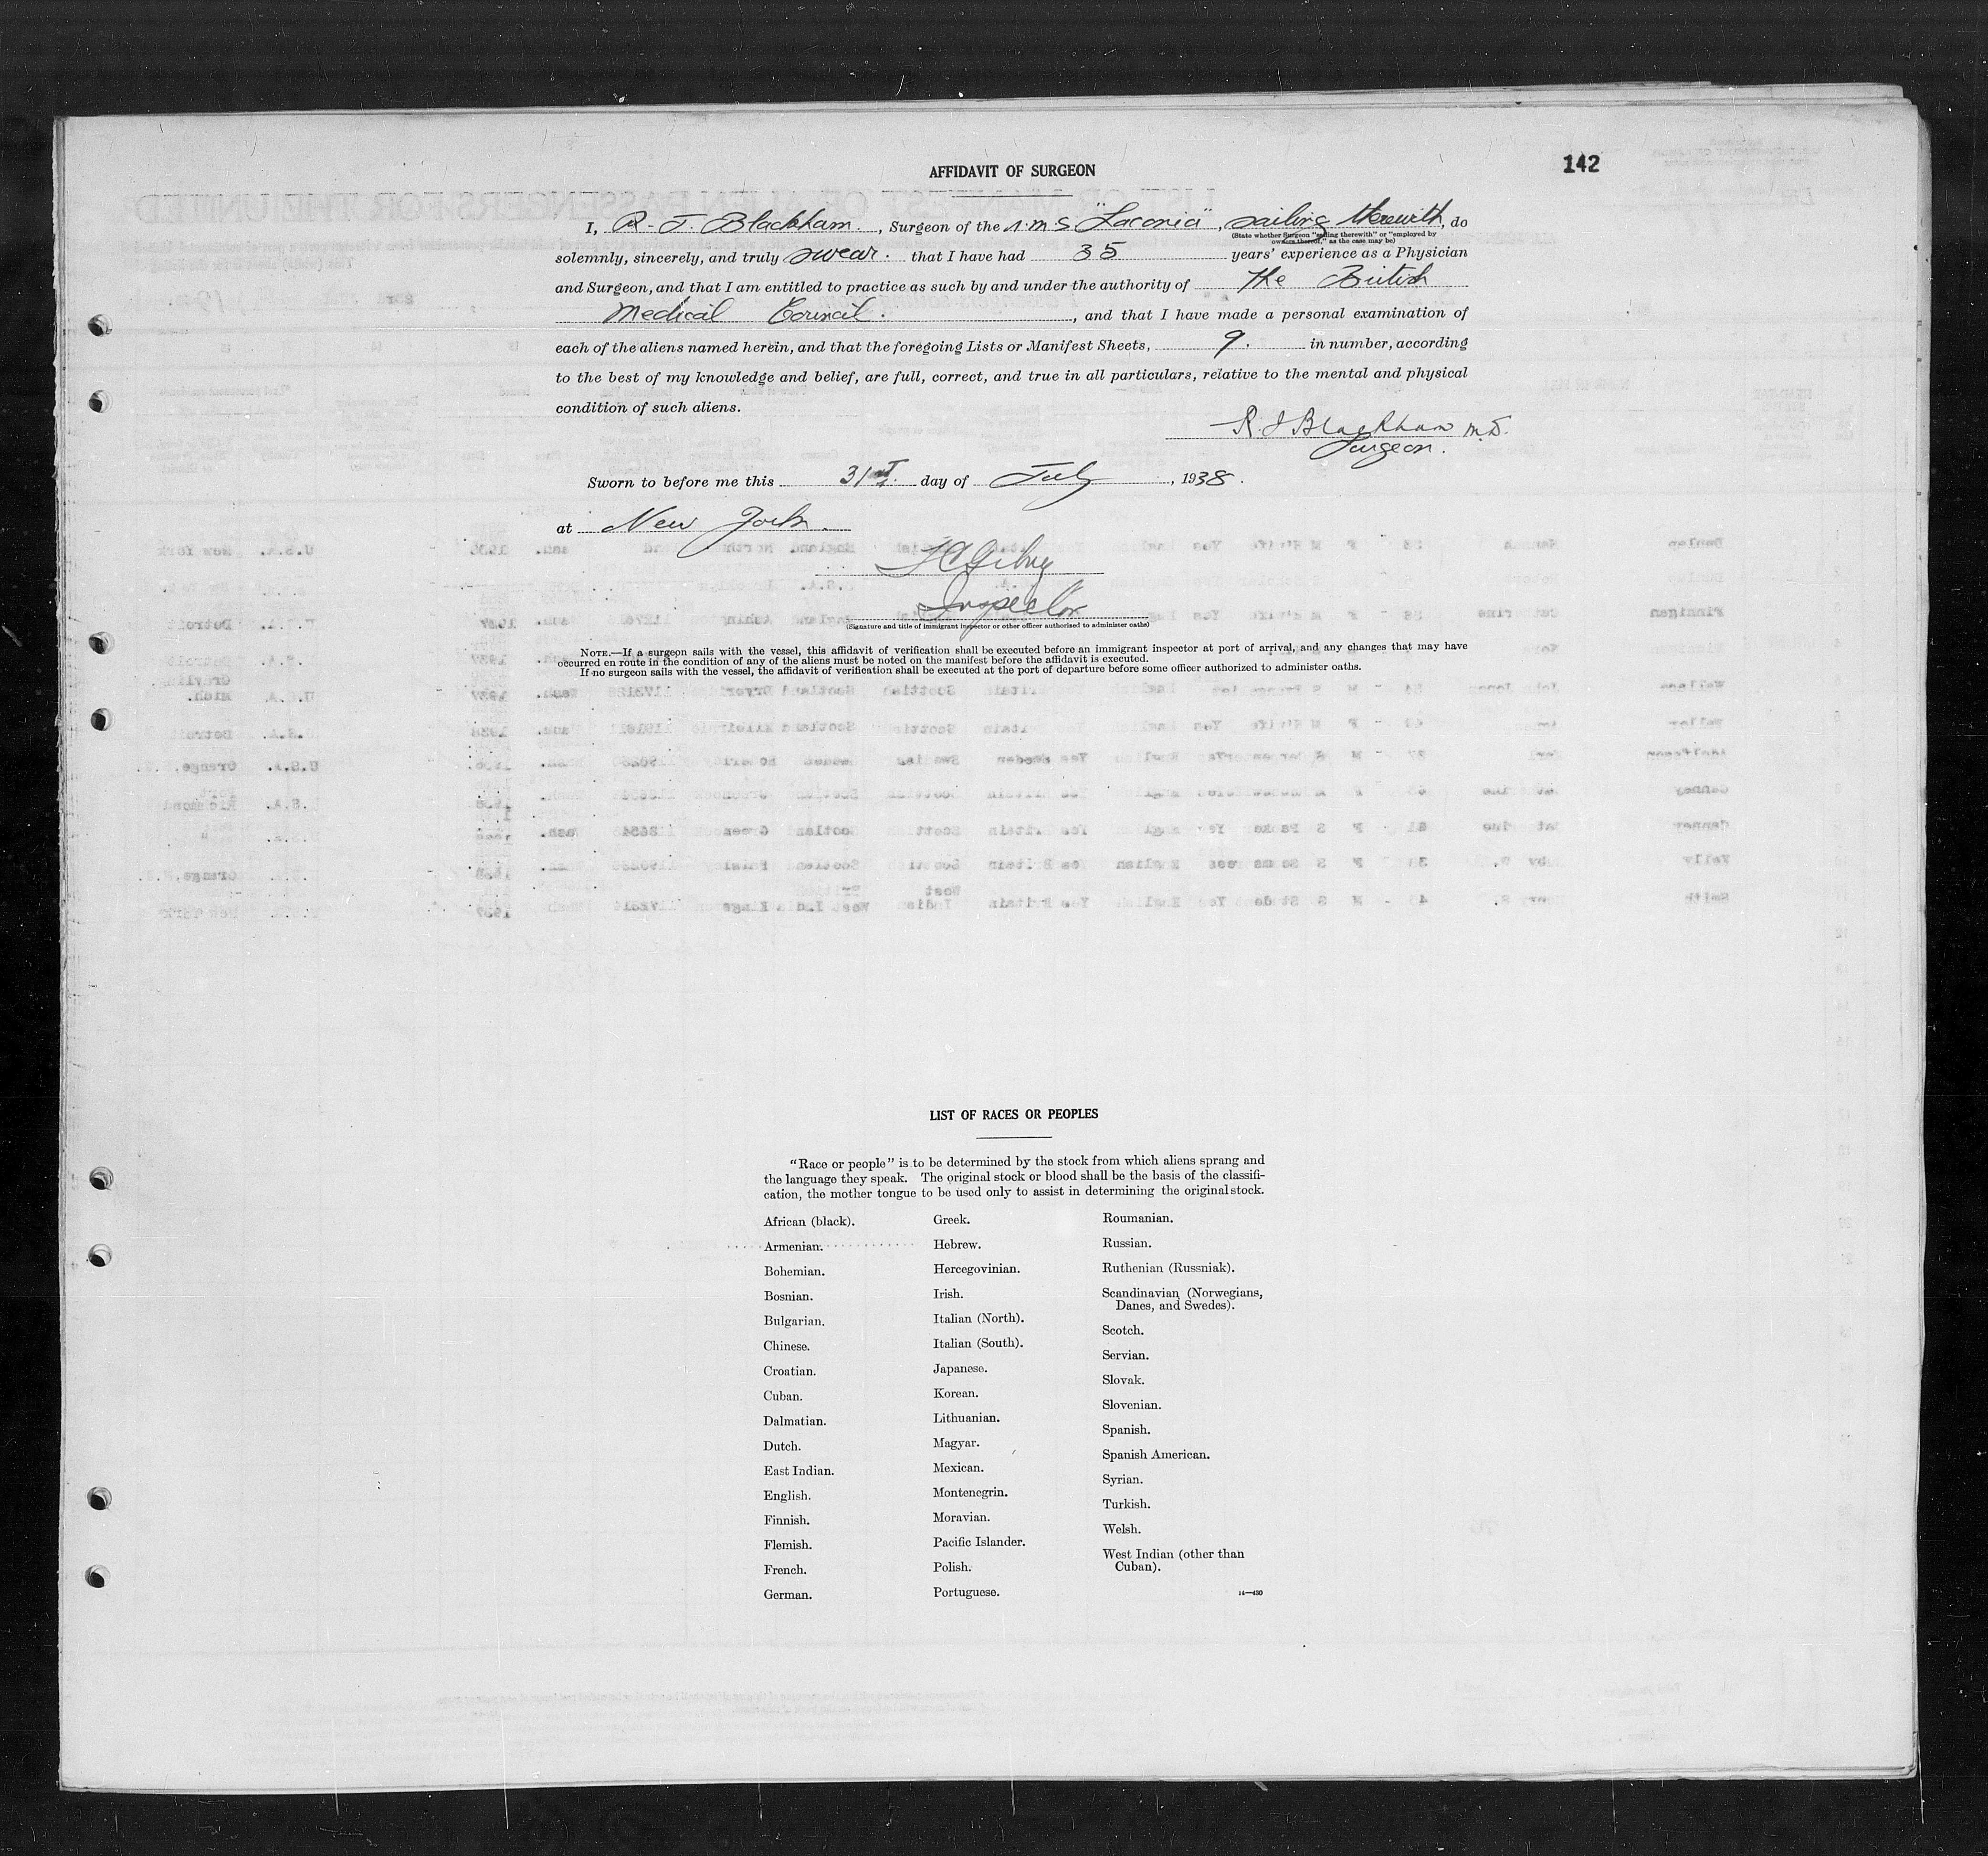 142
AFFIDAVIT OF SURGEON
I, R. J. Blackham., Surgeon of the r.m.s "Laconia", sailing therewith, do
(State whether Surgeon "sailing therewith" or "employed by
owners thereof," as the case may be)
solemnly, sincerely, and truly swear. that I have had 35 years' experience as a Physician
and Surgeon, and that I am entitled to practice as such by and under the authority of the British
Medical Council., and that I have made a personal examination of
each of the aliens named herein, and that the foregoing Lists or Manifest Sheets, 9. in number, according
to the best of my knowledge and belief, are full, correct, and true in all particulars, relative to the mental and physical
condition of such aliens.
R. J Blackham M.D.
Surgeon.
Sworn to before me this 31st. day of July, 1938.
at New York.
Inspector
(Signature and title of immigrant inspector or other officer authorized to administer oaths)
NOTE.—If a surgeon sails with the vessel, this affidavit of verification shall be executed before an immigrant inspector at port of arrival, and any changes that may have
occurred en route in the condition of any of the aliens must be noted on the manifest before the affidavit is executed.
If no surgeon sails with the vessel, the affidavit of verification shall be executed at the port of departure before some officer authorized to administer oaths.
LIST OF RACES OR PEOPLES
"Race or people" is to be determined by the stock from which aliens sprang and
the language they speak. The original stock or blood shall be the basis of the classifi-
cation, the mother tongue to be used only to assist in determining the original stock.
African (black).
Armenian.
Bohemian.
Bosnian.
Bulgarian.
Chinese.
Croatian.
Cuban.
Dalmatian.
Dutch.
East Indian.
English.
Finnish.
Flemish.
French.
German.
Greek.
Hebrew.
Hercegovinian.
Irish.
Italian (North).
Italian (South).
Japanese.
Korean.
Lithuanian.
Magyar.
Mexican.
Montenegrin.
Moravian.
Pacific Islander.
Polish.
Portuguese.
Roumanian.
Russian.
Ruthenian (Russniak).
Scandinavian (Norwegians,
Danes, and Swedes).
Scotch.
Servian.
Slovak.
Slovenian.
Spanish.
Spanish American.
Syrian.
Turkish.
Welsh.
West Indian (other than
Cuban).
14—430